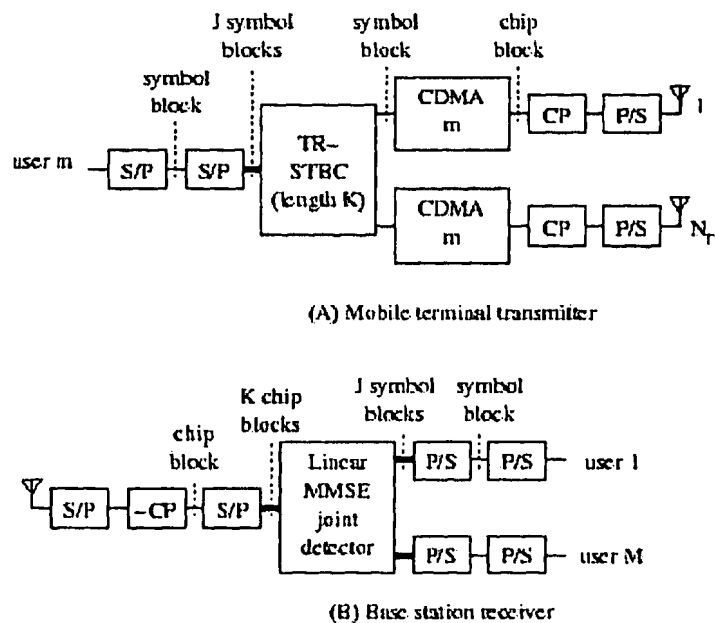 J symbol
blocks
symbol
block
chip
block
symbol
block
user m
S/P
S/P
TR-
STBC
(length K)
CDMA
m
CP
P/S
1
CDMA
m
CP
P/S
N_T
(A) Mobile terminal transmitter
K chip
blocks
J symbol
blocks
symbol
block
chip
block
S/P
-CP
S/P
Linear
MMSE
joint
detector
P/S
P/S
user 1
P/S
P/S
user M
(B) Base station receiver